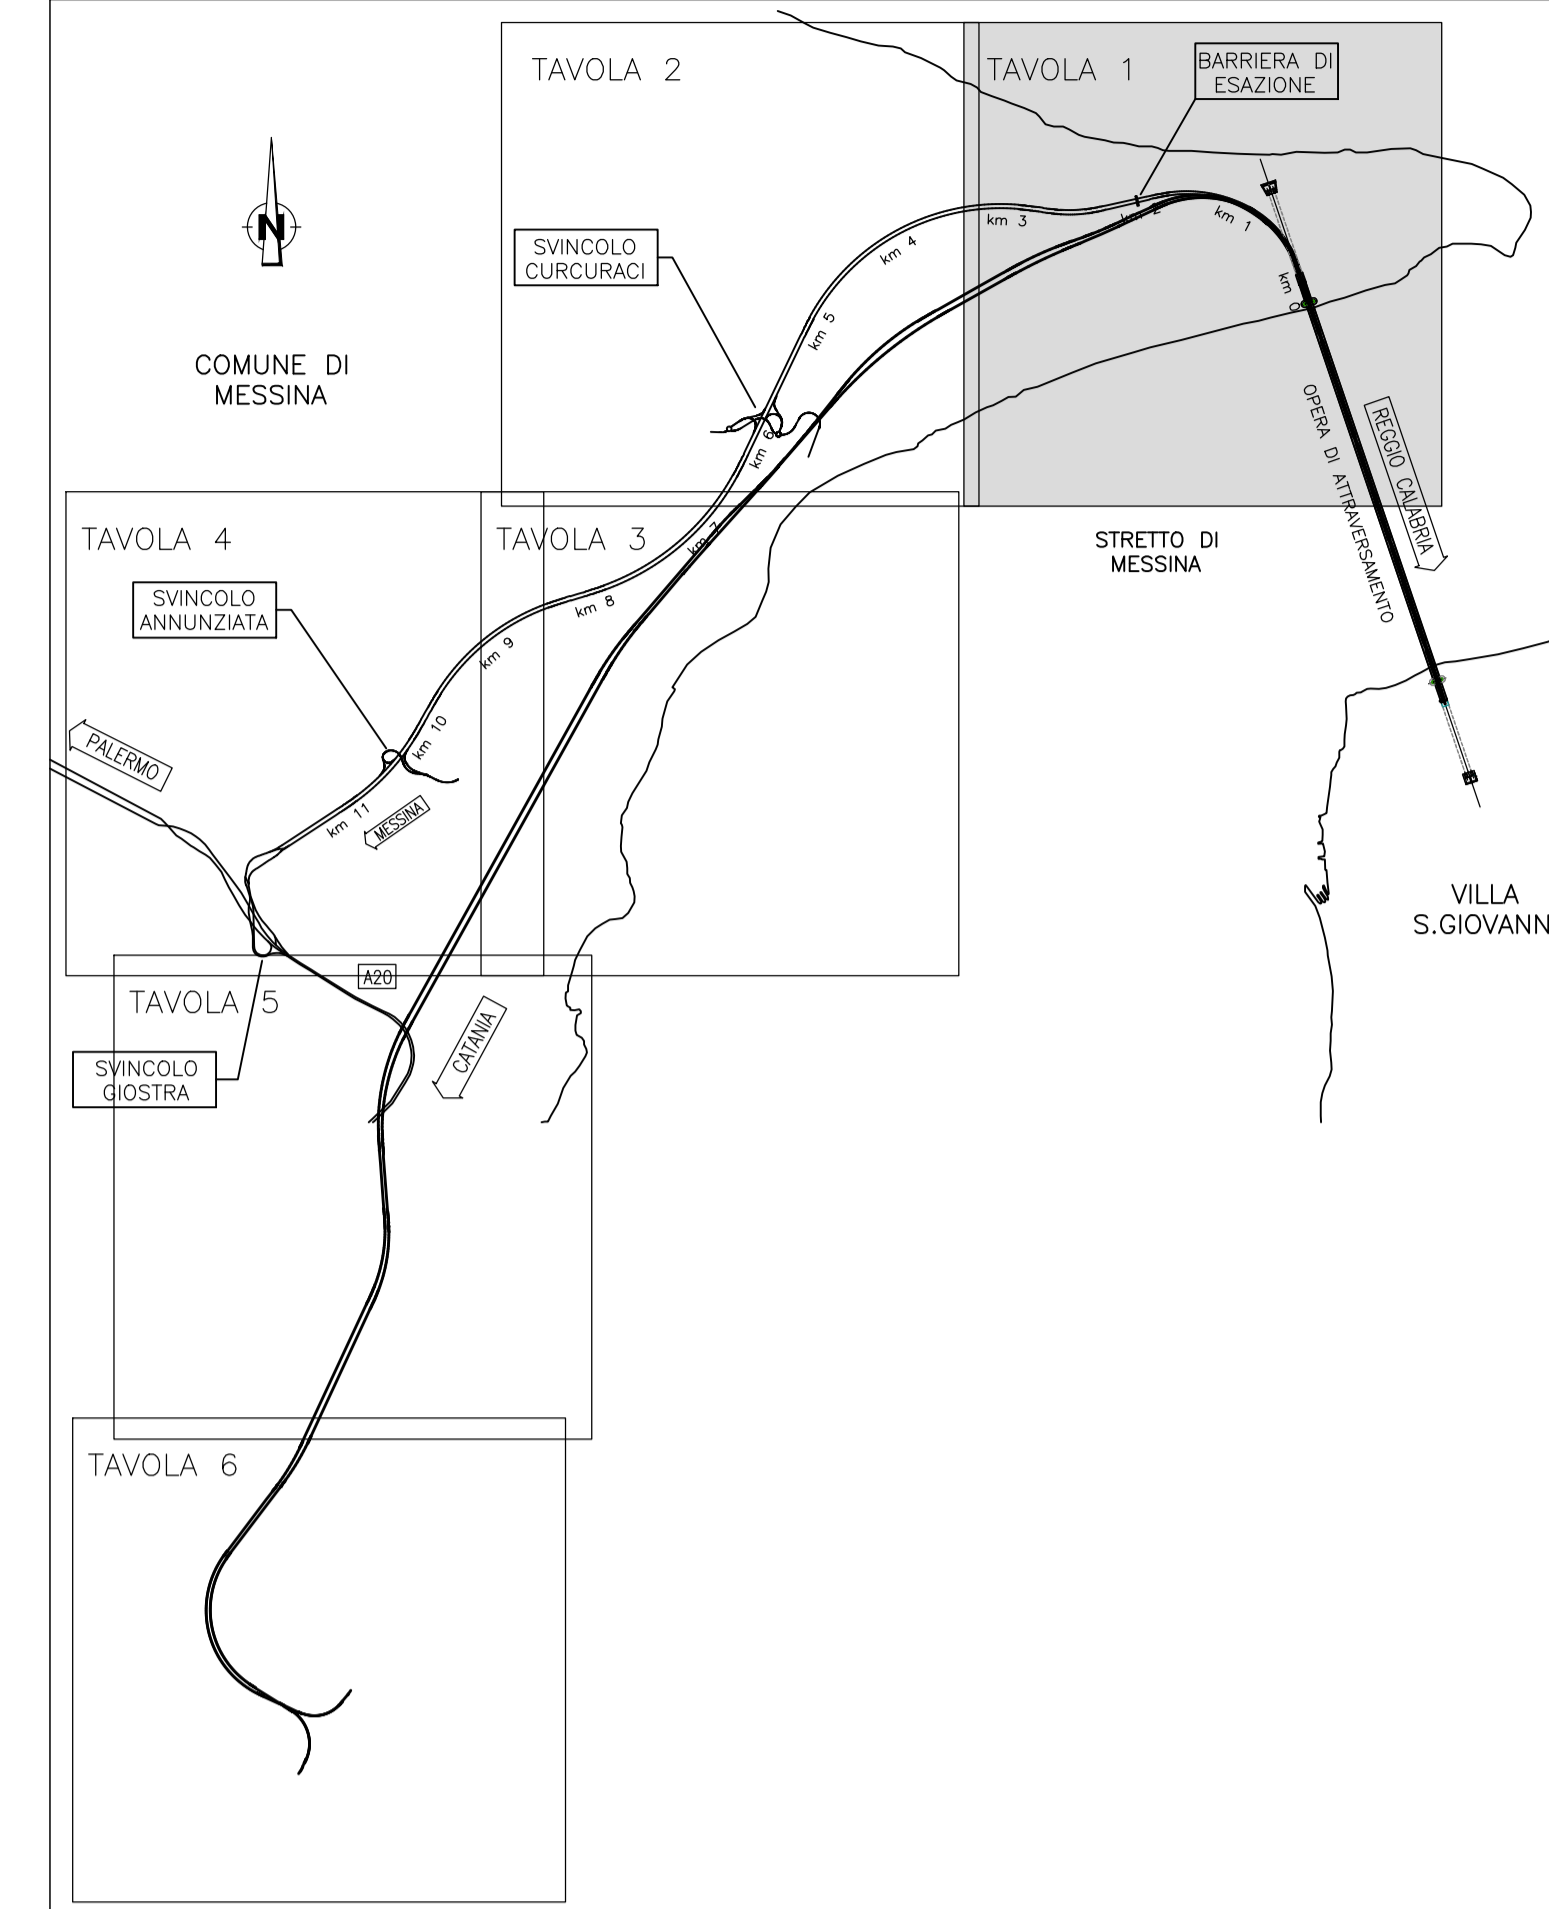 TAVOLA 2
TAVOLA 1
BARRIERA DI
ESAZIONE
N
SVINCOLO
CURCURACI
km 4
km 3
km 2
km 1
km 0
km 5
km 6
COMUNE DI
MESSINA
OPERA DI ATTRAVERSAMENTO
REGGIO CALABRIA
STRETTO DI
MESSINA
TAVOLA 4
TAVOLA 3
km 7
SVINCOLO
ANNUNZIATA
km 8
km 9
km 10
PALERMO
km 11
MESSINA
VILLA
S.GIOVANN
A20
TAVOLA 5
CATANIA
SVINCOLO
GIOSTRA
TAVOLA 6